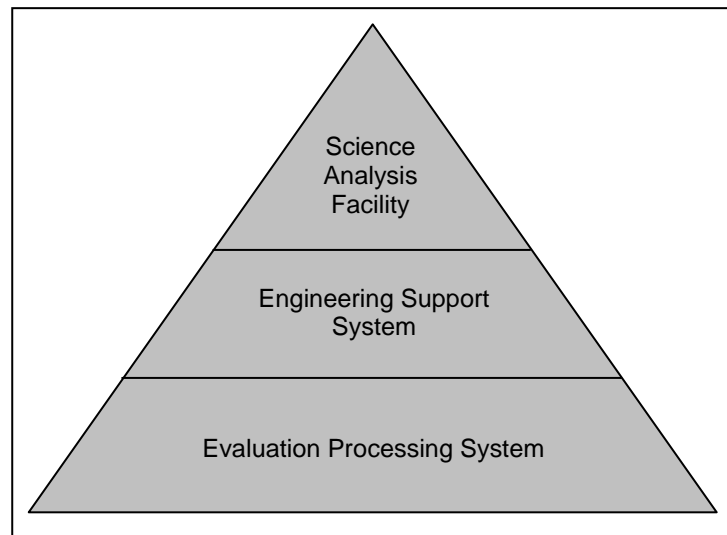 Science
Analysis
Facility
Engineering Support
System
Evaluation Processing System